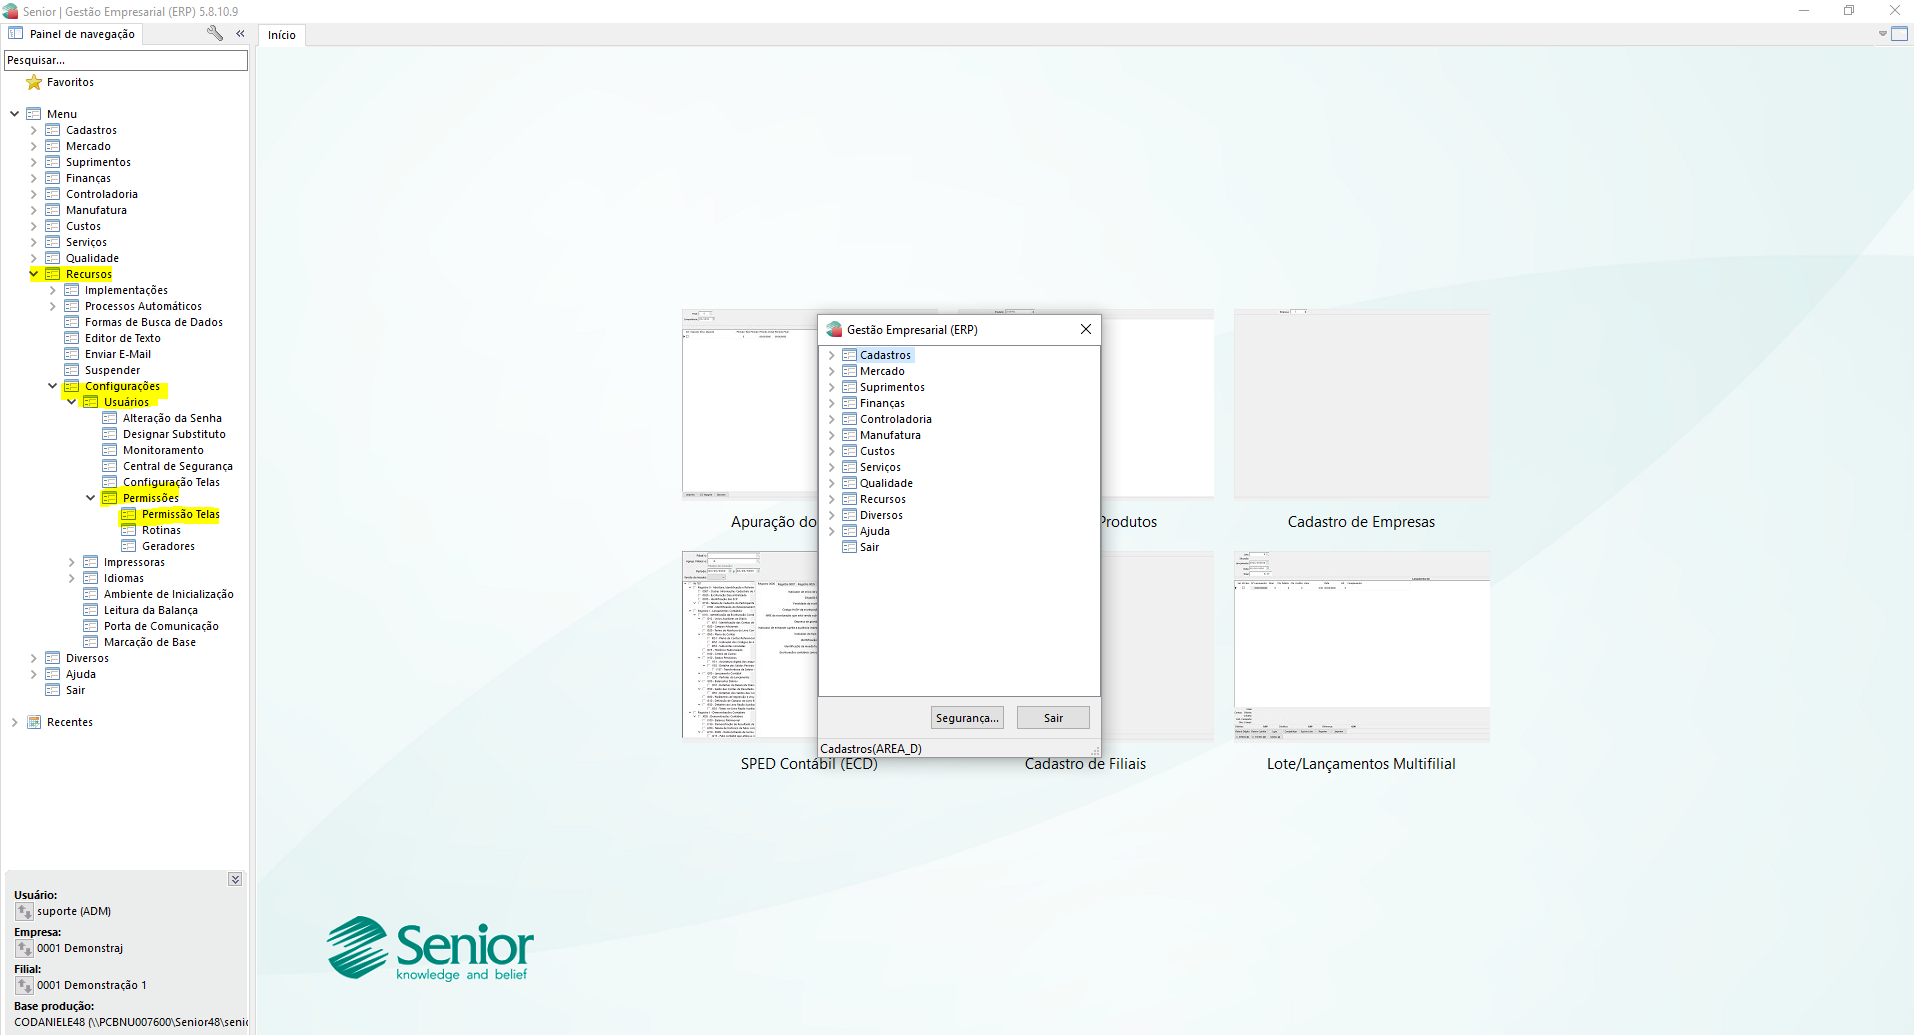 Senior | Gestão Empresarial (ERP) 5.8.10.9
Painel de navegação
Início
Pesquisar...
Favoritos
Menu
Cadastros
Mercado
Suprimentos
Finanças
Controladoria
Manufatura
Custos
Serviços
Qualidade
Recursos
Implementações
Processos Automáticos
Formas de Busca de Dados
Editor de Texto
Enviar E-Mail
Suspender
Configurações
Usuários
Alteração da Senha
Designar Substituto
Monitoramento
Central de Segurança
Configuração Telas
Permissões
Permissão Telas
Rotinas
Geradores
Impressoras
Idiomas
Ambiente de Inicialização
Leitura da Balança
Porta de Comunicação
Marcação de Base
Diversos
Ajuda
Sair
Recentes
Usuário:
suporte (ADM)
Empresa:
0001 Demonstraj
Filial:
0001 Demonstração 1
Base produção:
CODANIELE48 (\\PCBNU007600\Senior48\senio
Gestão Empresarial (ERP)
Cadastros
Mercado
Suprimentos
Finanças
Controladoria
Manufatura
Custos
Serviços
Qualidade
Recursos
Diversos
Ajuda
Sair
Segurança...
Sair
Cadastros(AREA_D)
Apuração do
Produtos
Cadastro de Empresas
SPED Contábil (ECD)
Cadastro de Filiais
Lote/Lançamentos Multifilial
Senior
knowledge and belief